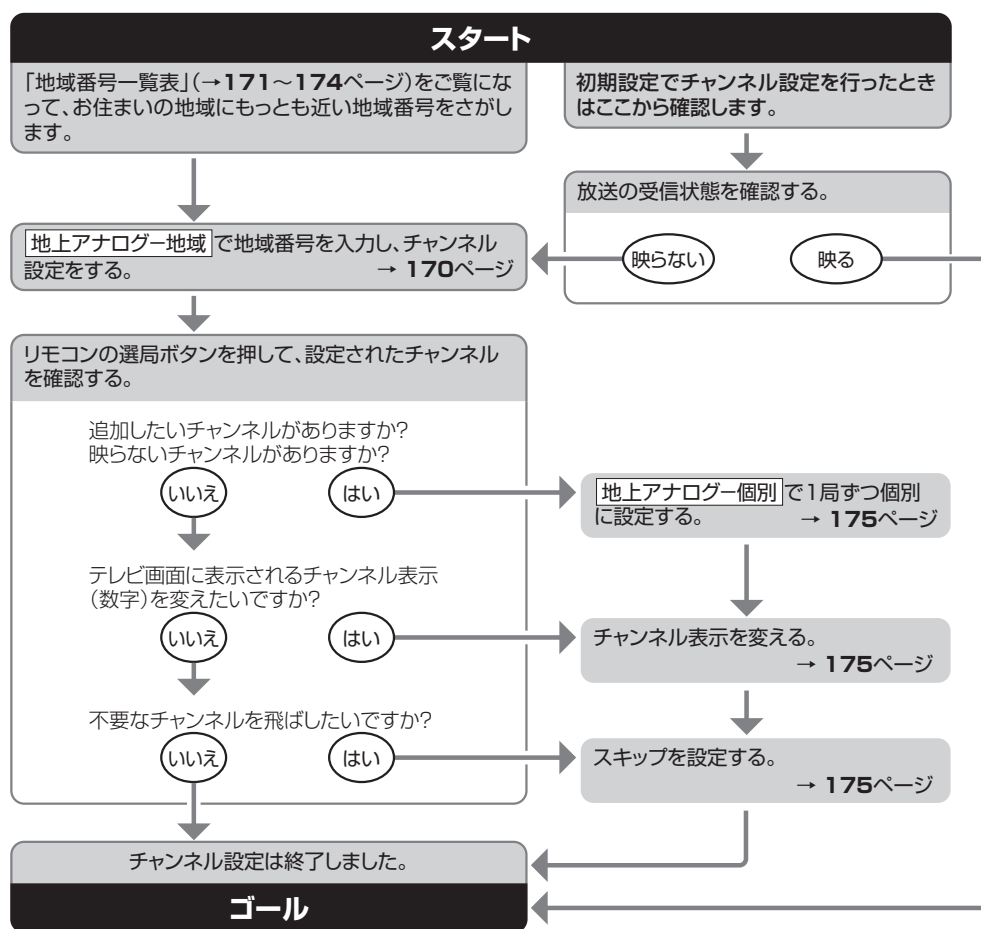 スタート
「地域番号一覧表」(→171～174ページ)をご覧にな
って、お住まいの地域にもっとも近い地域番号をさがし
ます。
初期設定でチャンネル設定を行ったとき
はここから確認します。
放送の受信状態を確認する。
映らない
映る
地上アナログー地域 で地域番号を入力し、チャンネル
設定をする。 → 170ページ
リモコンの選局ボタンを押して、設定されたチャンネル
を確認する。
追加したいチャンネルがありますか?
映らないチャンネルがありますか?
いいえ
はい
地上アナログー個別 で1局ずつ個別
に設定する。 → 175ページ
テレビ画面に表示されるチャンネル表示
(数字)を変えたいですか?
いいえ
はい
チャンネル表示を変える。
→ 175ページ
不要なチャンネルを飛ばしたいですか?
いいえ
はい
スキップを設定する。
→ 175ページ
チャンネル設定は終了しました。
ゴール